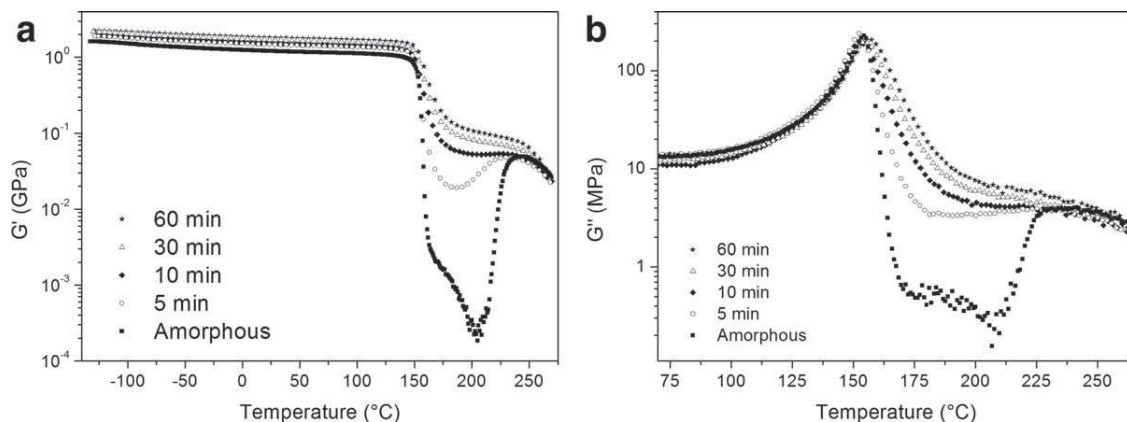 a
10⁰
10⁻¹
10⁻²
10⁻³
10⁻⁴
G' (GPa)
60 min
30 min
10 min
5 min
Amorphous
-100 -50 0 50 100 150 200 250
Temperature (°C)
b
100
10
1
G'' (MPa)
60 min
30 min
10 min
5 min
Amorphous
75 100 125 150 175 200 225 250
Temperature (°C)